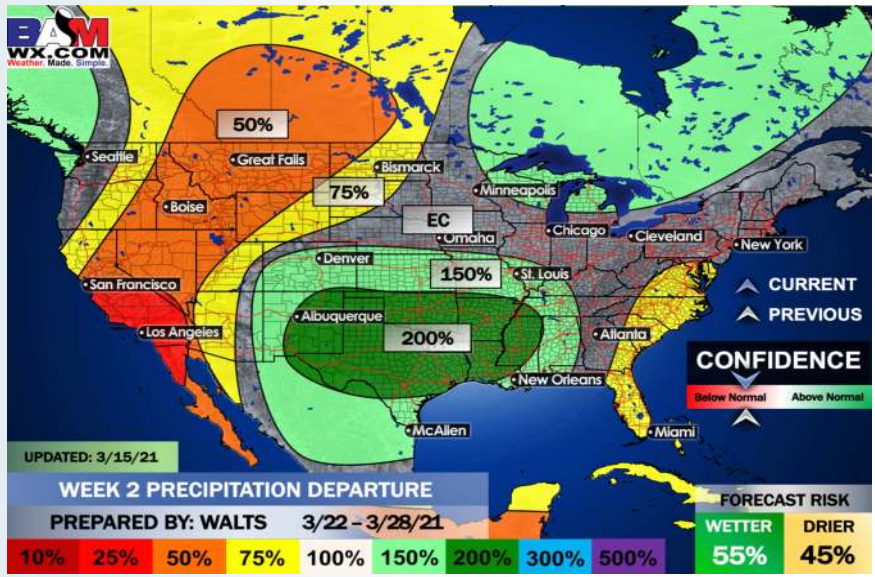 BAM
WX.COM
Weather. Made. Simple.
50%
Seattle
Great Falls
Bismarck
75%
Minneapolis
Boise
EC
Omaha
Chicago
Cleveland
New York
Denver
150%
St. Louis
San Francisco
CURRENT
Albuquerque
PREVIOUS
Los Angeles
200%
Atlanta
CONFIDENCE
New Orleans
Below Normal
Above Normal
McAllen
Miami
UPDATED: 3/15/21
WEEK 2 PRECIPITATION DEPARTURE
PREPARED BY: WALTS 3/22 – 3/28/21
FORECAST RISK
WETTER
55%
DRIER
45%
10% 25% 50% 75% 100% 150% 200% 300% 500%